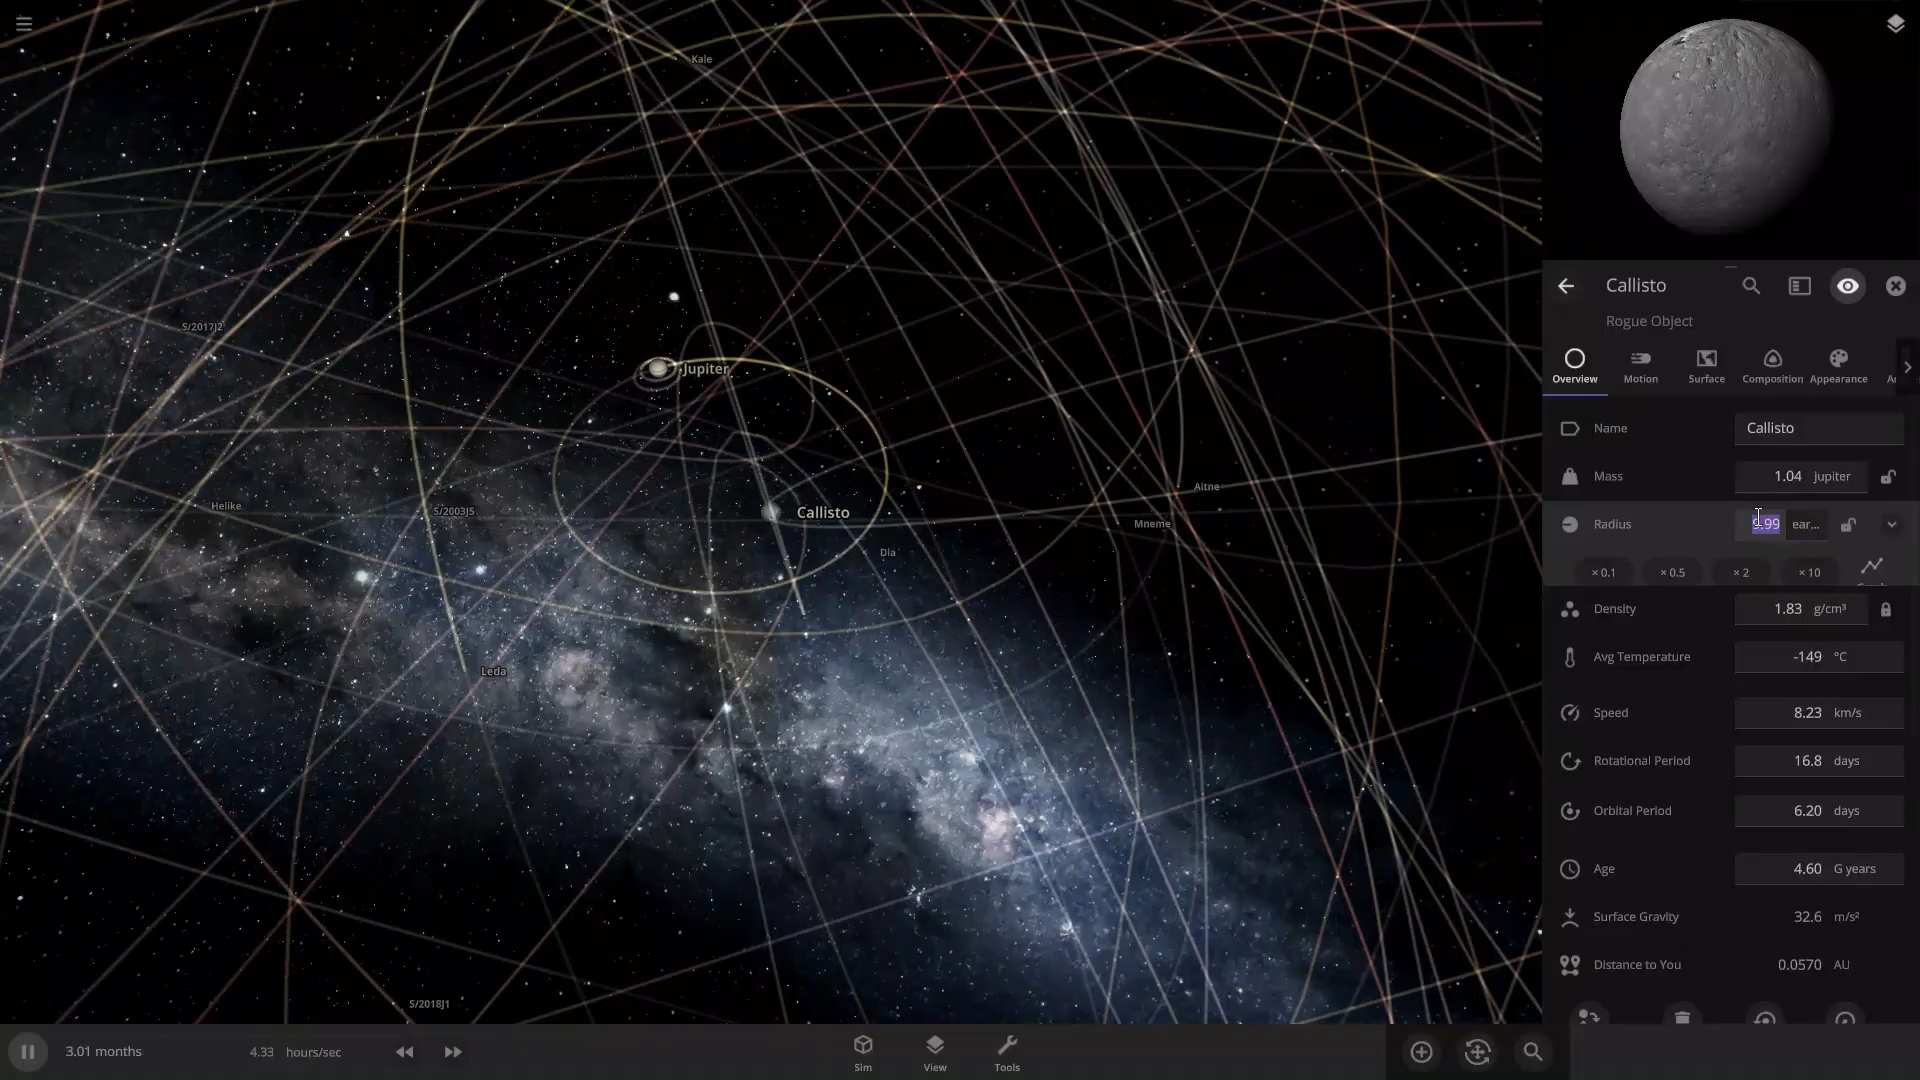 Kale
S/2017J2
Jupiter
Helike
S/2003J5
Callisto
Aitne
Mneme
Dia
Leda
S/2018J1
Callisto
Rogue Object
Overview
Motion
Surface
Composition
Appearance
Name
Callisto
Mass
1.04 jupiter
Radius
9.99 ear...
× 0.1
× 0.5
× 2
× 10
Density
1.83 g/cm³
Avg Temperature
-149 °C
Speed
8.23 km/s
Rotational Period
16.8 days
Orbital Period
6.20 days
Age
4.60 G years
Surface Gravity
32.6 m/s²
Distance to You
0.0570 AU
3.01 months
4.33 hours/sec
Sim
View
Tools